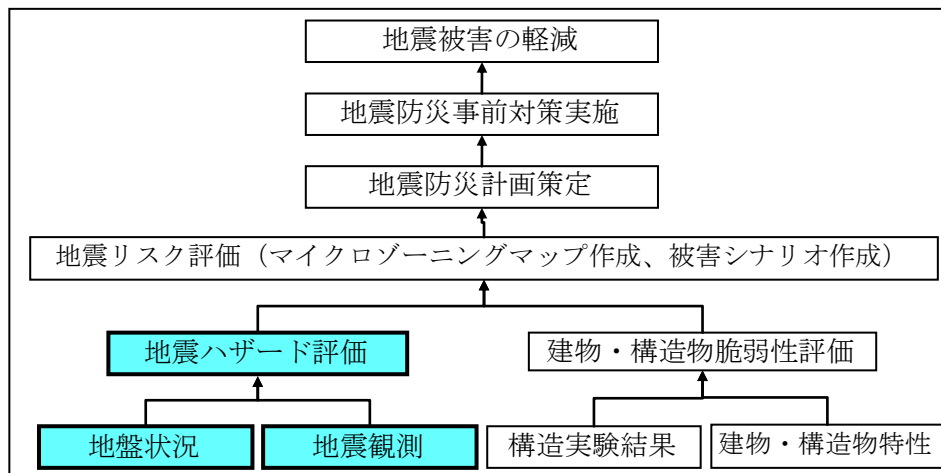 地震被害の軽減
地震防災事前対策実施
地震防災計画策定
地震リスク評価（マイクロゾーニングマップ作成、被害シナリオ作成）
地震ハザード評価
建物・構造物脆弱性評価
地盤状況
地震観測
構造実験結果
建物・構造物特性